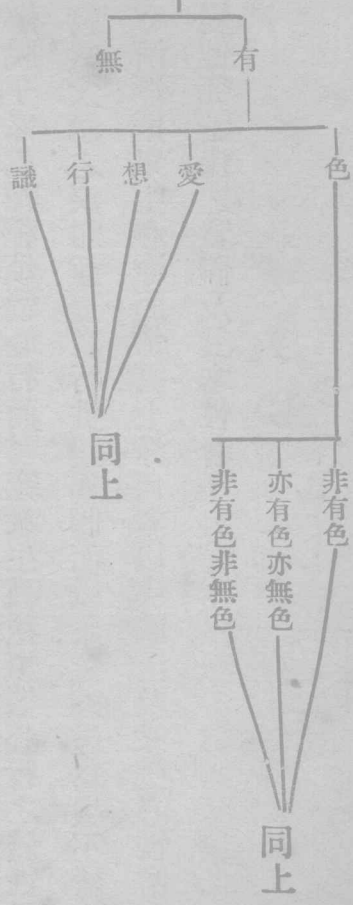 有
無
色
愛
想
行
識
非有色
亦有色亦無色
非有色非無色
同上
同上